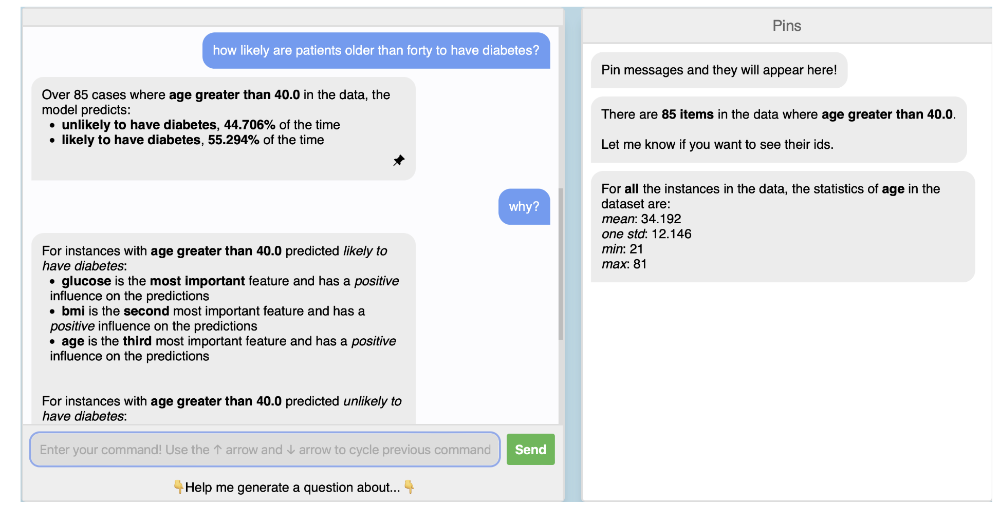 how likely are patients older than forty to have diabetes?
Over 85 cases where age greater than 40.0 in the data, the
model predicts:
• unlikely to have diabetes, 44.706% of the time
• likely to have diabetes, 55.294% of the time
why?
For instances with age greater than 40.0 predicted likely to
have diabetes:
• glucose is the most important feature and has a positive
influence on the predictions
• bmi is the second most important feature and has a
positive influence on the predictions
• age is the third most important feature and has a positive
influence on the predictions
For instances with age greater than 40.0 predicted unlikely to
have diabetes:
Enter your command! Use the ↑ arrow and ↓ arrow to cycle previous command
Send
👇Help me generate a question about... 👇
Pins
Pin messages and they will appear here!
There are 85 items in the data where age greater than 40.0.
Let me know if you want to see their ids.
For all the instances in the data, the statistics of age in the
dataset are:
mean: 34.192
one std: 12.146
min: 21
max: 81